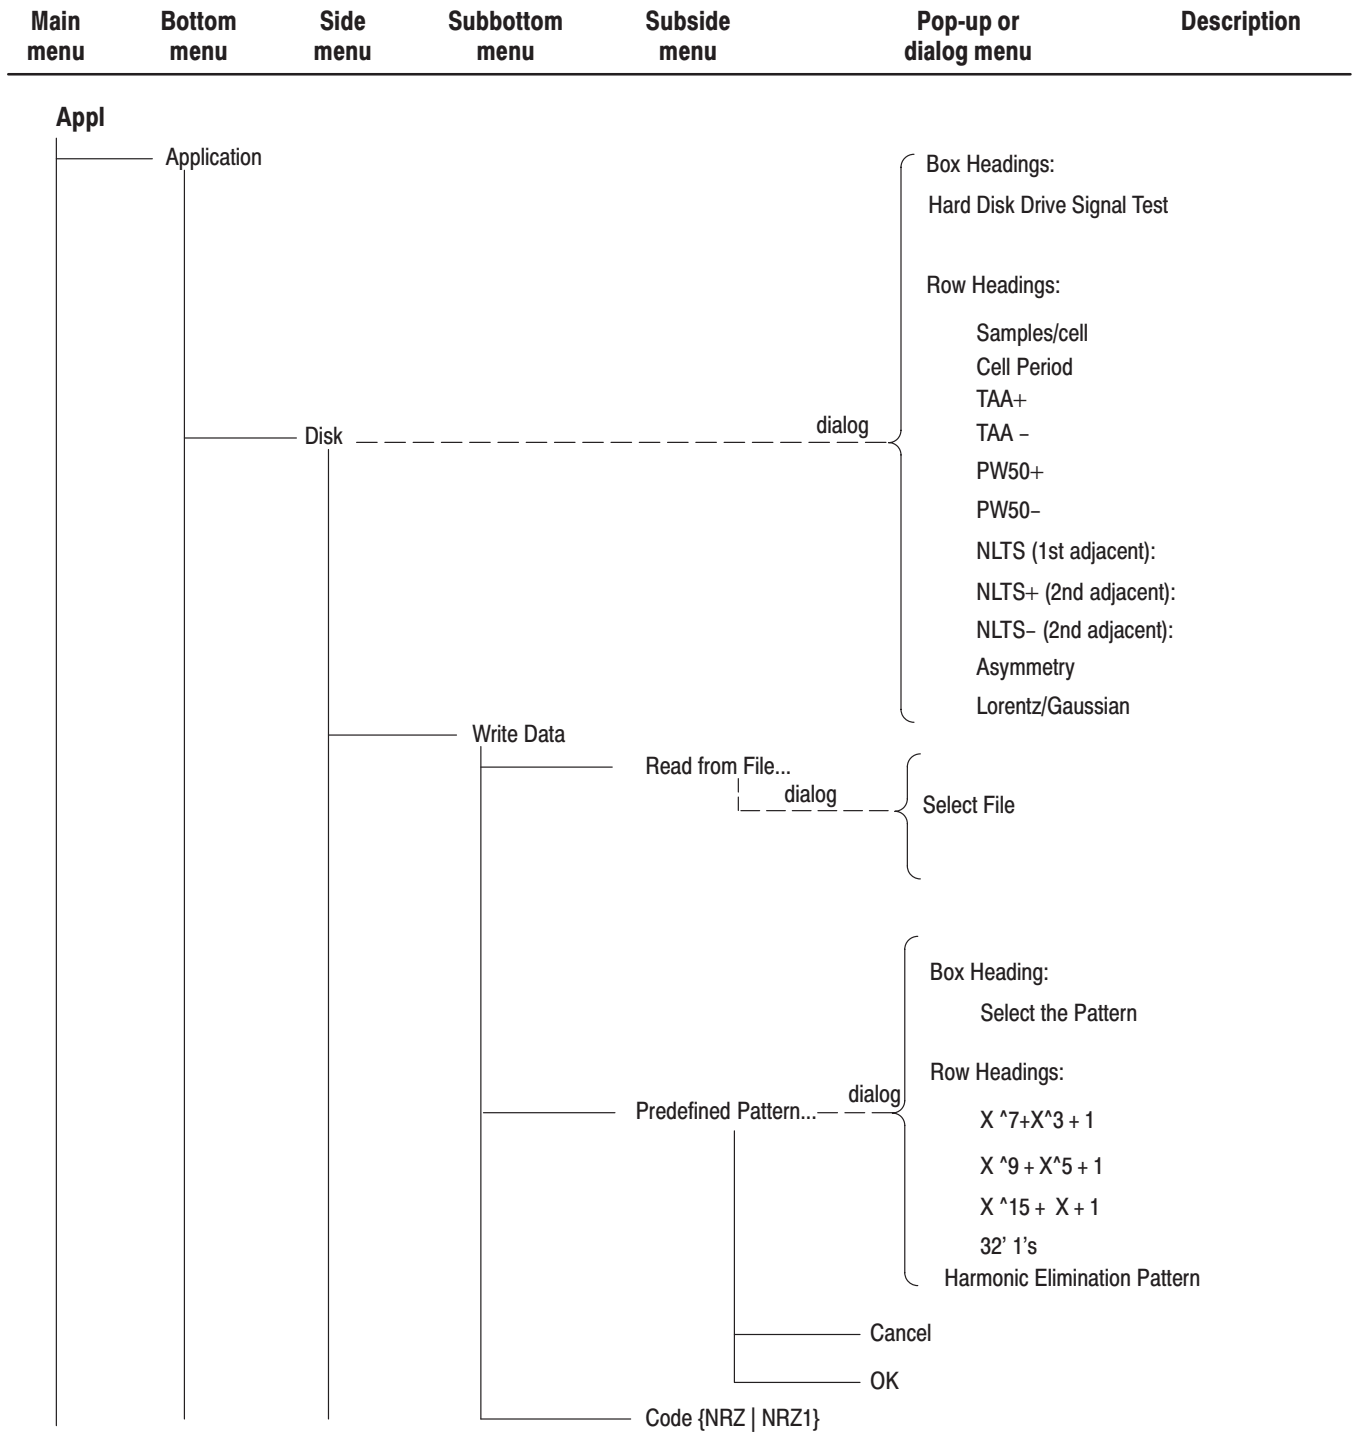 Main menu
Bottom menu
Side menu
Subbottom menu
Subside menu
Pop-up or dialog menu
Description
Appl
Application
Box Headings:
Hard Disk Drive Signal Test
Row Headings:
Samples/cell
Cell Period
TAA+
TAA –
Disk
dialog
PW50+
PW50–
NLTS (1st adjacent):
NLTS+ (2nd adjacent):
NLTS– (2nd adjacent):
Asymmetry
Lorentz/Gaussian
Write Data
Read from File...
dialog
Select File
Box Heading:
Select the Pattern
Row Headings:
Predefined Pattern...
dialog
X ^7+X^3 + 1
X ^9 + X^5 + 1
X ^15 + X + 1
32’ 1’s
Harmonic Elimination Pattern
Cancel
OK
Code {NRZ | NRZ1}